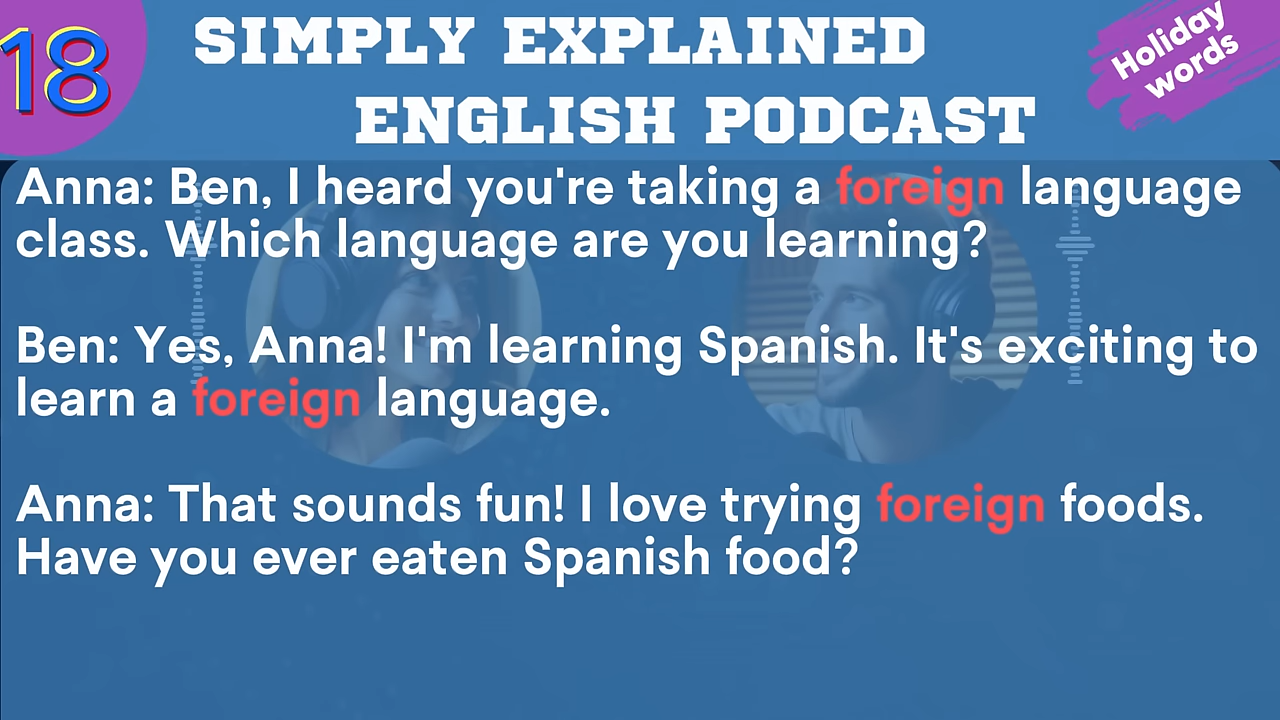 18
SIMPLY EXPLAINED
ENGLISH PODCAST
Holiday
words
Anna: Ben, I heard you're taking a foreign language
class. Which language are you learning?
Ben: Yes, Anna! I'm learning Spanish. It's exciting to
learn a foreign language.
Anna: That sounds fun! I love trying foreign foods.
Have you ever eaten Spanish food?